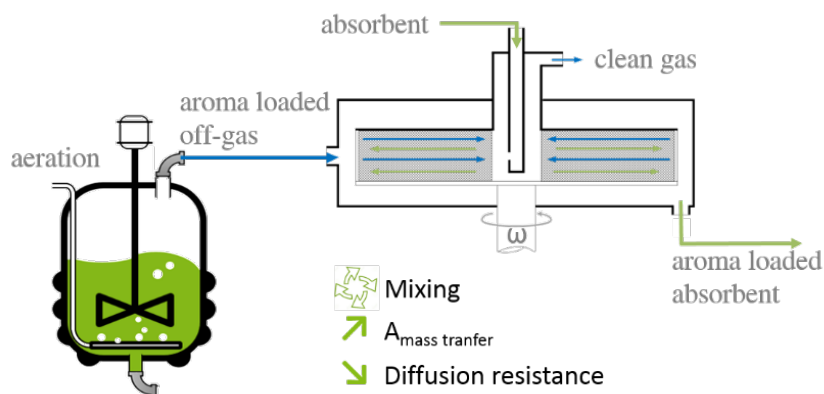 absorbent
clean gas
aroma loaded
off-gas
aeration
ω
aroma loaded
absorbent
Mixing
A mass tranfer
Diffusion resistance